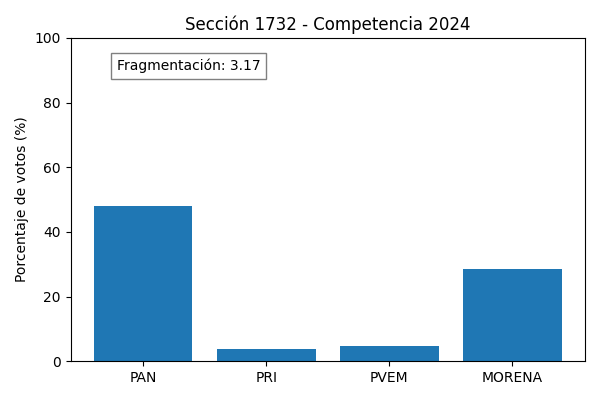 Sección 1732 - Competencia 2024
Fragmentación: 3.17
Porcentaje de votos (%)
100
80
60
40
20
0
PAN PRI PVEM MORENA